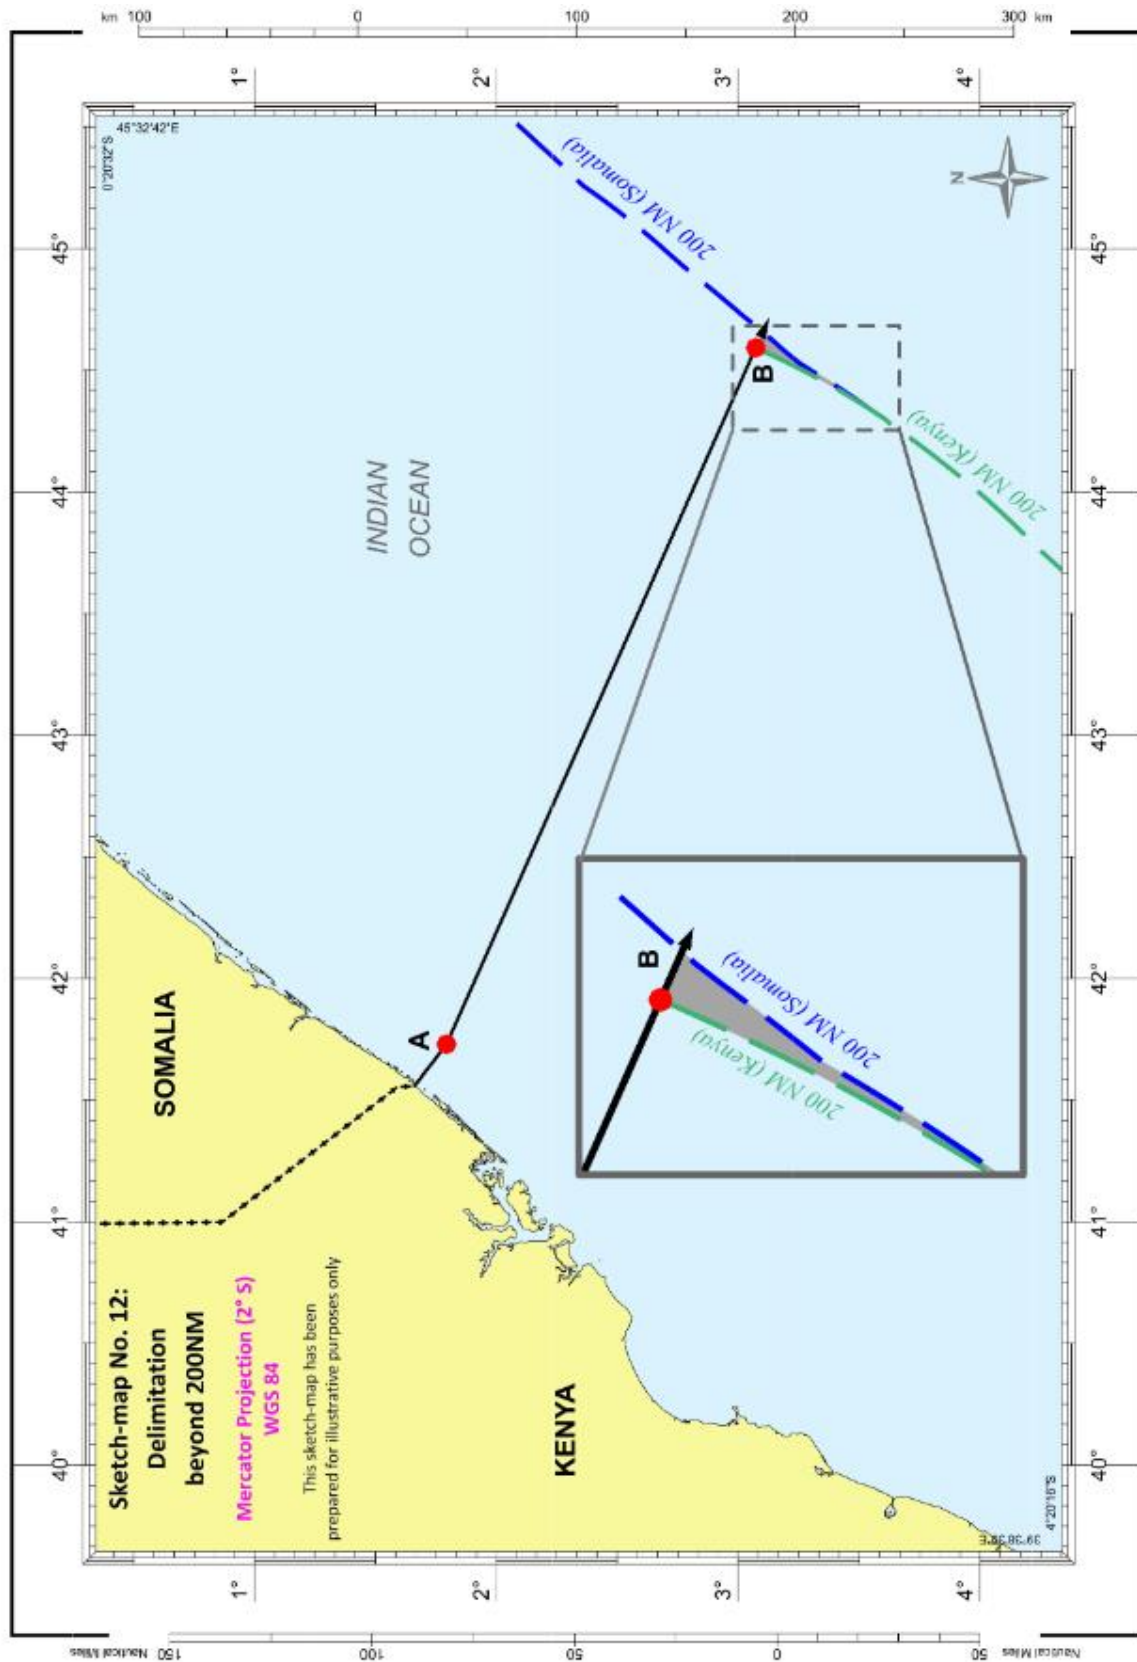 Sketch-map No. 12:
Delimitation
beyond 200NM
Mercator Projection (2° S)
WGS 84
This sketch-map has been
prepared for illustrative purposes only
SOMALIA
KENYA
INDIAN
OCEAN
A
B
200 NM (Somalia)
200 NM (Kenya)
B
200 NM (Kenya)
200 NM (Somalia)
N
0°20'32"S
45°32'42"E
39°38'39"E
4°20'16"S
40°
41°
42°
43°
44°
45°
40°
41°
42°
43°
44°
45°
1°
2°
3°
4°
1°
2°
3°
4°
km 100 0 100 200 300 km
Nautical Miles 150 100 50 0 50 Nautical Miles